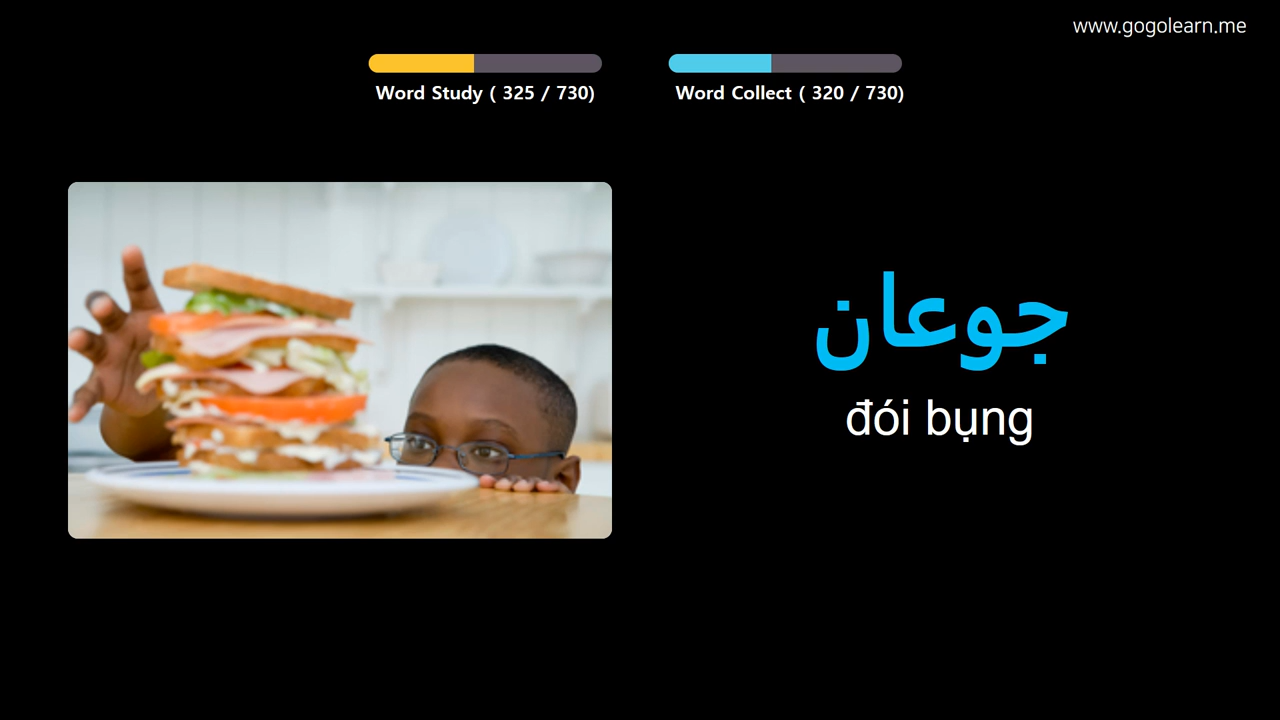 www.gogolearn.me
Word Study ( 325 / 730)
Word Collect ( 320 / 730)
جوعان
đói bụng